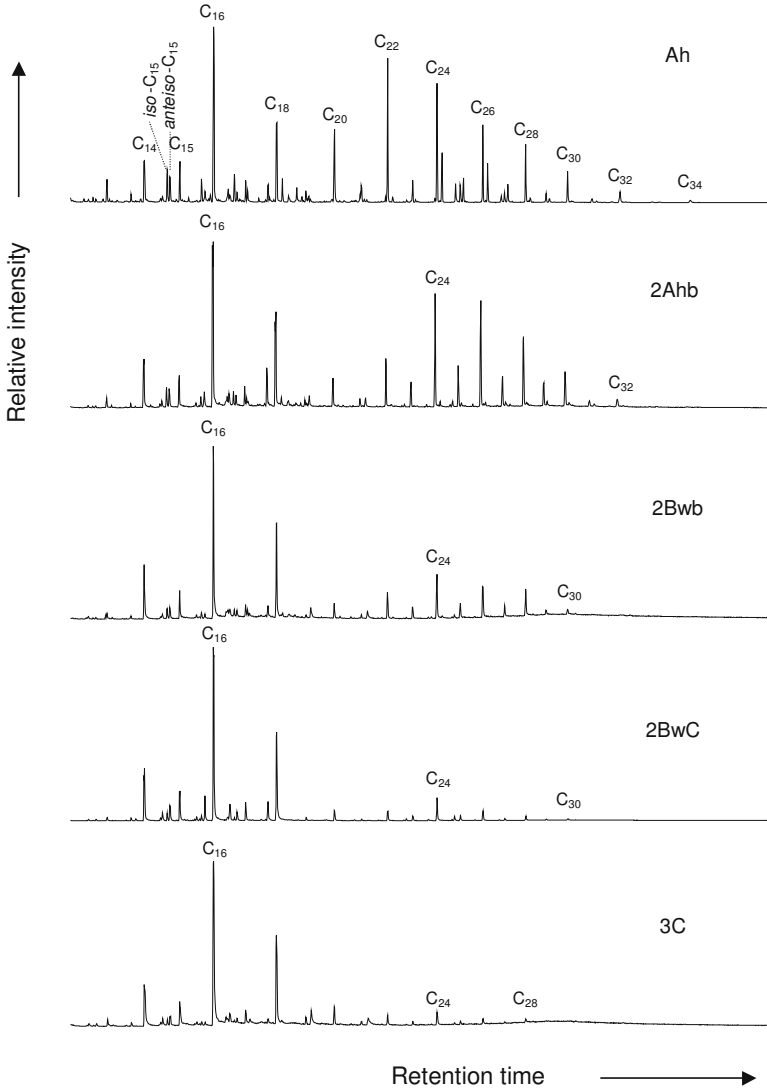 C₁₆
C₂₂
Ah
C₂₄
iso-C₁₅
anteiso-C₁₅
C₁₈
C₂₆
C₂₀
C₂₈
C₁₄
C₁₅
C₃₀
C₃₂
C₃₄
C₁₆
C₂₄
2Ahb
C₃₂
C₁₆
2Bwb
C₂₄
C₃₀
C₁₆
2BwC
C₂₄
C₃₀
C₁₆
3C
C₂₄
C₂₈
Relative intensity
Retention time